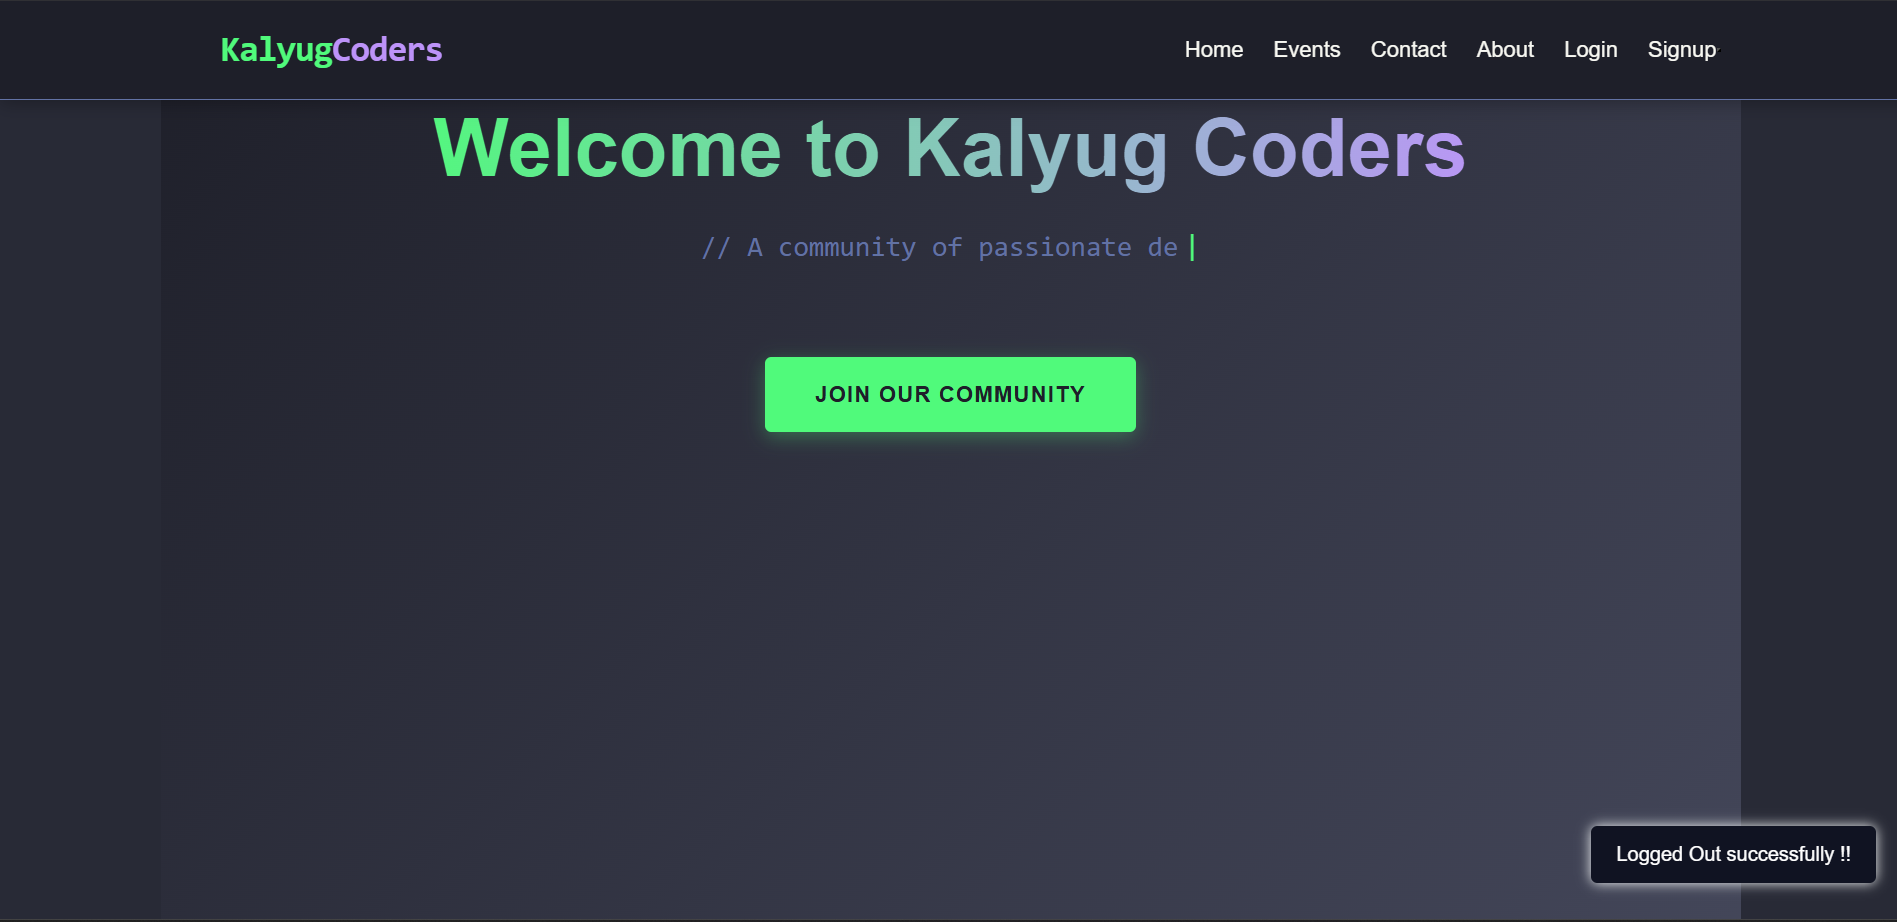 KalyugCoders
Home Events Contact About Login Signup
Welcome to Kalyug Coders
// A community of passionate de
JOIN OUR COMMUNITY
Logged Out successfully !!